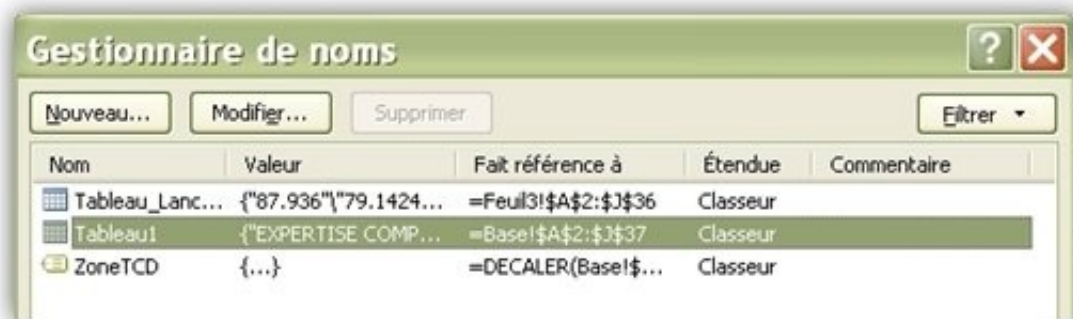 Gestionnaire de noms
Nouveau... Modifier... Supprimer Filtrer
Nom Valeur Fait référence à Étendue Commentaire
Tableau_Lanc... {"87.936"\"79.1424... =Feuil3!$A$2:$J$36 Classeur
Tableau1 {"EXPERTISE COMP... =Base!$A$2:$J$37 Classeur
ZoneTCD {...} =DECALER(Base!$... Classeur